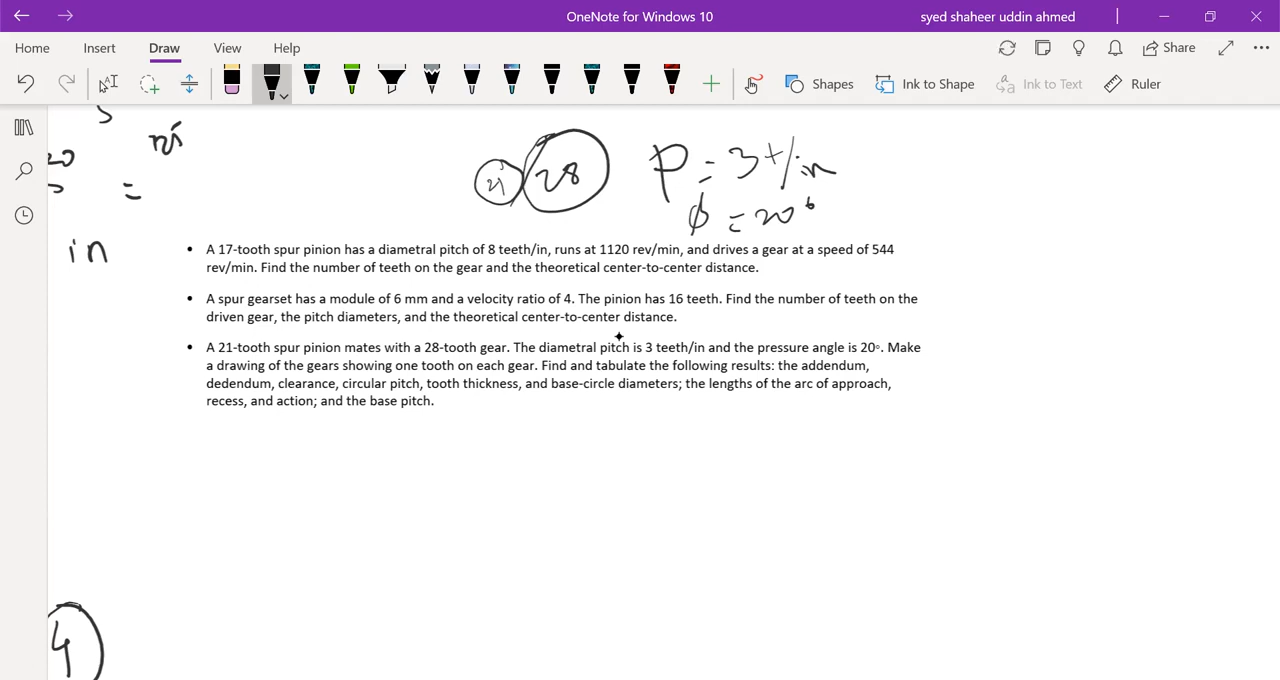 OneNote for Windows 10
syed shaheer uddin ahmed
Home Insert Draw View Help
Share
Shapes Ink to Shape Ink to Text Ruler
21 28 P = 3 t/in
φ = 20°
=
in
• A 17-tooth spur pinion has a diametral pitch of 8 teeth/in, runs at 1120 rev/min, and drives a gear at a speed of 544
rev/min. Find the number of teeth on the gear and the theoretical center-to-center distance.
• A spur gearset has a module of 6 mm and a velocity ratio of 4. The pinion has 16 teeth. Find the number of teeth on the
driven gear, the pitch diameters, and the theoretical center-to-center distance.
• A 21-tooth spur pinion mates with a 28-tooth gear. The diametral pitch is 3 teeth/in and the pressure angle is 20◦. Make
a drawing of the gears showing one tooth on each gear. Find and tabulate the following results: the addendum,
dedendum, clearance, circular pitch, tooth thickness, and base-circle diameters; the lengths of the arc of approach,
recess, and action; and the base pitch.
4